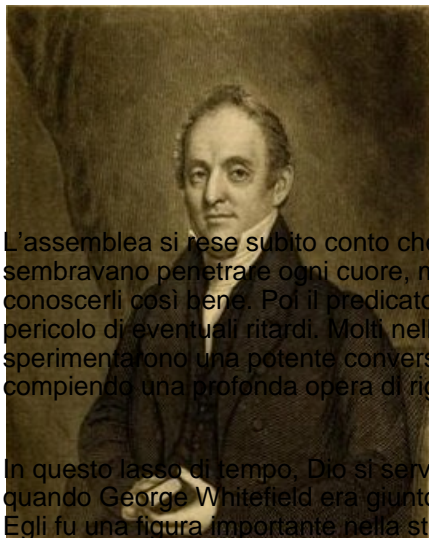 L'assemblea si rese subito conto che
sembravano penetrare ogni cuore, n
conoscerli così bene. Poi il predicato
pericolo di eventuali ritardi. Molti nell
sperimentarono una potente convers
compiendo una profonda opera di rig
In questo lasso di tempo, Dio si serv
quando George Whitefield era giunto
Egli fu una figura importante nella st